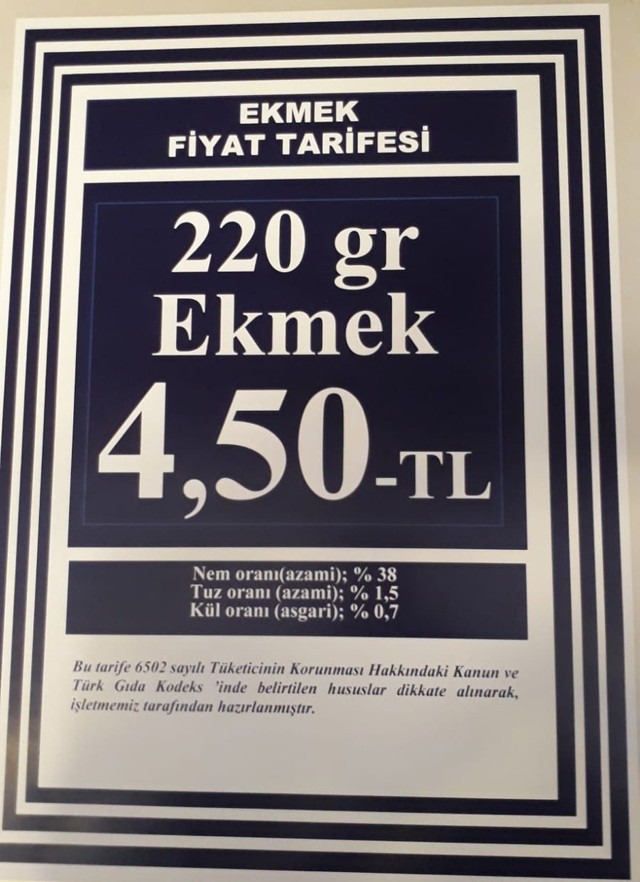 EKMEK
FİYAT TARİFESİ
220 gr
Ekmek
4,50-TL
Nem oranı(azami); % 38
Tuz oranı (azami); % 1,5
Kül oranı (asgari); % 0,7
Bu tarife 6502 sayılı Tüketicinin Korunması Hakkındaki Kanun ve
Türk Gıda Kodeks 'inde belirtilen hususlar dikkate alınarak,
işletmemiz tarafından hazırlanmıştır.